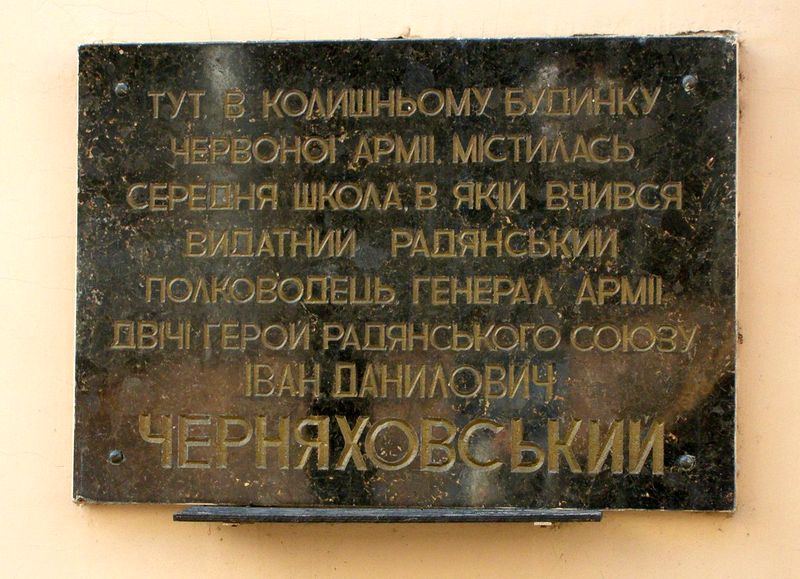 ТУТ В КОЛИШНЬОМУ БУДИНКУ
ЧЕРВОНОЇ АРМІЇ МІСТИЛАСЬ
СЕРЕДНЯ ШКОЛА, В ЯКІЙ ВЧИВСЯ
ВИДАТНИЙ РАДЯНСЬКИЙ
ПОЛКОВОДЕЦЬ, ГЕНЕРАЛ АРМІЇ,
ДВІЧІ ГЕРОЙ РАДЯНСЬКОГО СОЮЗУ
ІВАН ДАНИЛОВИЧ
ЧЕРНЯХОВСЬКИЙ